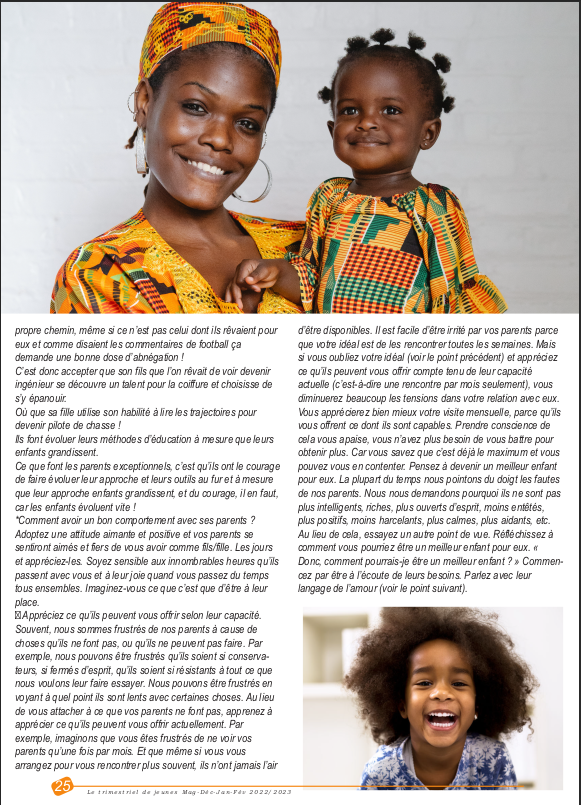 propre chemin, même si ce n'est pas celui dont ils rêvaient pour
eux et comme disaient les commentaires de football ça
demande une bonne dose d'abnégation !
C'est donc accepter que son fils que l'on rêvait de voir devenir
ingénieur se découvre un talent pour la coiffure et choisisse de
s'y épanouir.
Où que sa fille utilise son habilité à lire les trajectoires pour
devenir pilote de chasse !
Ils font évoluer leurs méthodes d'éducation à mesure que leurs
enfants grandissent.
Ce que font les parents exceptionnels, c'est qu'ils ont le courage
de faire évoluer leur approche et leurs outils au fur et à mesure
que leur approche enfants grandissent, et du courage, il en faut,
car les enfants évoluent vite !
*Comment avoir un bon comportement avec ses parents ?
Adoptez une attitude aimante et positive et vos parents se
sentiront aimés et fiers de vous avoir comme fils/fille. Les jours
et appréciez-les. Soyez sensible aux innombrables heures qu'ils
passent avec vos et à leur joie quand vous passez du temps
tous ensembles. Imaginez-vous ce que c'est que d'être à leur
place.
Appréciez ce qu'ils peuvent vous offrir selon leur capacité.
Souvent, nous sommes frustrés de nos parents à cause de
choses qu'ils ne font pas, ou qu'ils ne peuvent pas faire. Par
exemple, nous pouvons être frustrés qu'ils soient si conserva-
teurs, si fermés d'esprit, qu'ils soient si résistants à tout ce que
nous voulons leur faire essayer. Nous pouvons être frustrés en
voyant à quel point ils sont lents avec certaines choses. Au lieu
de vous attacher à ce que vos parents ne font pas, apprenez à
apprécier ce qu'ils peuvent vous offrir actuellement. Par
exemple, imaginons que vous êtes frustrés de ne voir vos
parents qu'une fois par mois. Et que même si vous vous
arrangez pour vous rencontrer plus souvent, ils n'ont jamais l'air
d'être disponibles. Il est facile d'être irrité par vos parents parce
que votre idéal est de les rencontrer toutes les semaines. Mais
si vous oubliez votre idéal (voir le point précédent) et appréciez
ce qu'ils peuvent vous offrir compte tenu de leur capacité
actuelle (c'est-à-dire une rencontre par mois seulement), vous
diminuerez beaucoup les tensions dans votre relation avec eux.
Vous apprécierez bien mieux votre visite mensuelle, parce qu'ils
vous offrent ce dont ils sont capables. Prendre conscience de
cela vous apaise, vous n'avez plus besoin de vous battre pour
obtenir plus. Car vous savez que c'est déjà le maximum et vous
pouvez vous en contenter. Pensez à devenir un meilleur enfant
pour eux. La plupart du temps nous pointons du doigt les fautes
de nos parents. Nous nous demandons pourquoi ils ne sont pas
plus intelligents, riches, plus ouverts d'esprit, moins entêtés,
plus positifs, moins harcelants, plus calmes, plus aidants, etc.
Au lieu de cela, essayez un autre point de vue. Réfléchissez à
comment vous pourriez être un meilleur enfant pour eux. «
Donc, comment pourrais-je être un meilleur enfant ? » Commen-
cez par être à l'écoute de leurs besoins. Parlez avec leur
langage de l'amour (voir le point suivant).
25
Le trimestriel de jeunes Mag-Déc-Jan-Fév 2022/2023